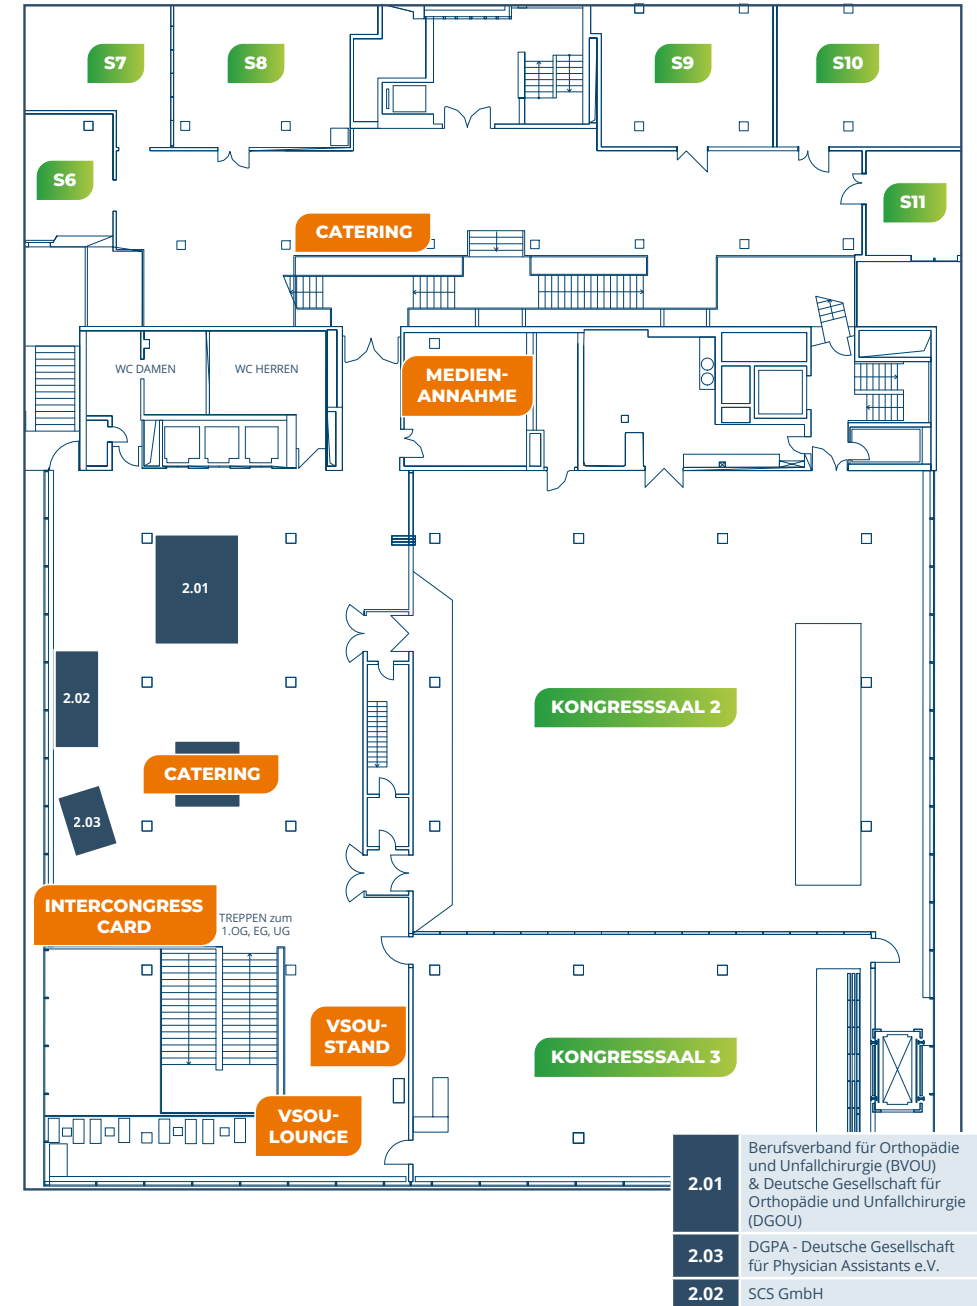 S7
S8
S9
S10
S6
S11
CATERING
WC DAMEN
WC HERREN
MEDIEN-
ANNAHME
2.01
2.02
KONGRESSSAAL 2
CATERING
2.03
INTERCONGRESS
CARD
TREPPEN zum
1.OG, EG, UG
VSOU-
STAND
KONGRESSSAAL 3
VSOU-
LOUNGE
2.01
Berufsverband für Orthopädie
und Unfallchirurgie (BVOU)
& Deutsche Gesellschaft für
Orthopädie und Unfallchirurgie
(DGOU)
2.03
DGPA - Deutsche Gesellschaft
für Physician Assistants e.V.
2.02
SCS GmbH